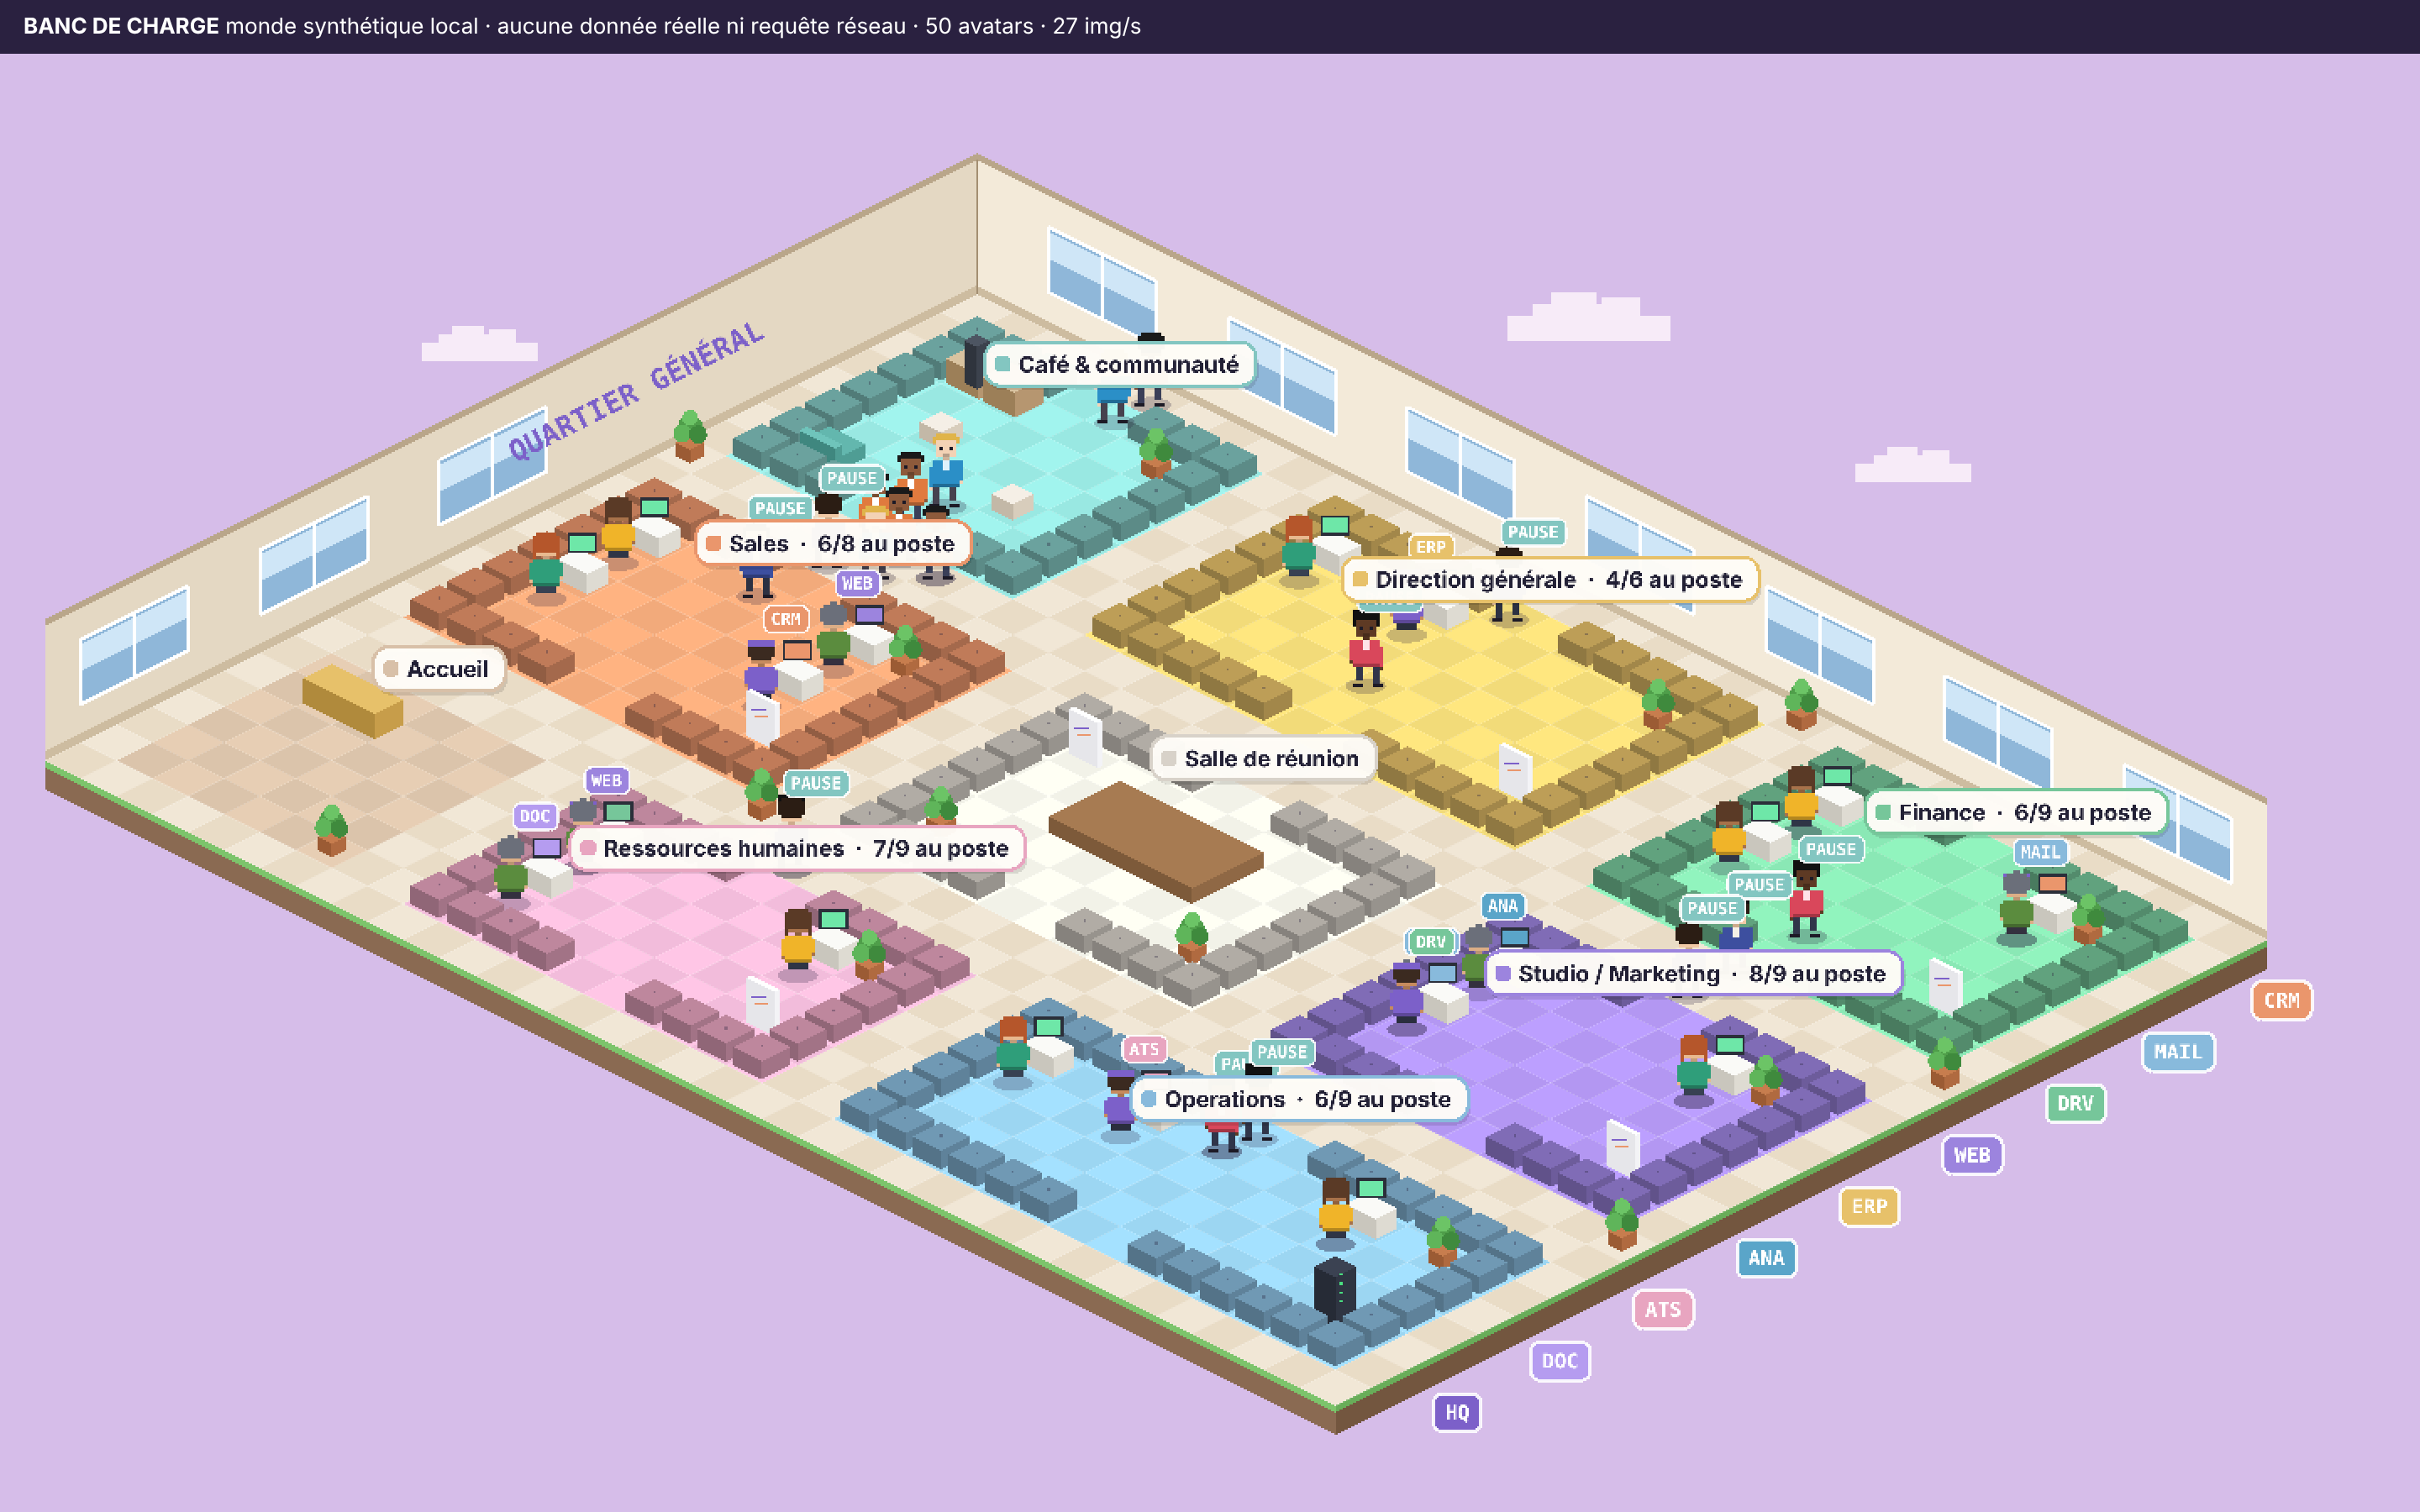 BANC DE CHARGE monde synthétique local · aucune donnée réelle ni requête réseau · 50 avatars · 27 img/s
QUARTIER GÉNÉRAL
Café & communauté
PAUSE
PAUSE
Sales · 6/8 au poste
ERP
PAUSE
Direction générale · 4/6 au poste
WEB
CRM
Accueil
Salle de réunion
WEB
PAUSE
DOC
Ressources humaines · 7/9 au poste
Finance · 6/9 au poste
PAUSE
MAIL
PAUSE
PAUSE
ANA
DRV
Studio / Marketing · 8/9 au poste
CRM
ATS
PAUSE
MAIL
Operations · 6/9 au poste
DRV
WEB
ERP
ANA
ATS
DOC
HQ